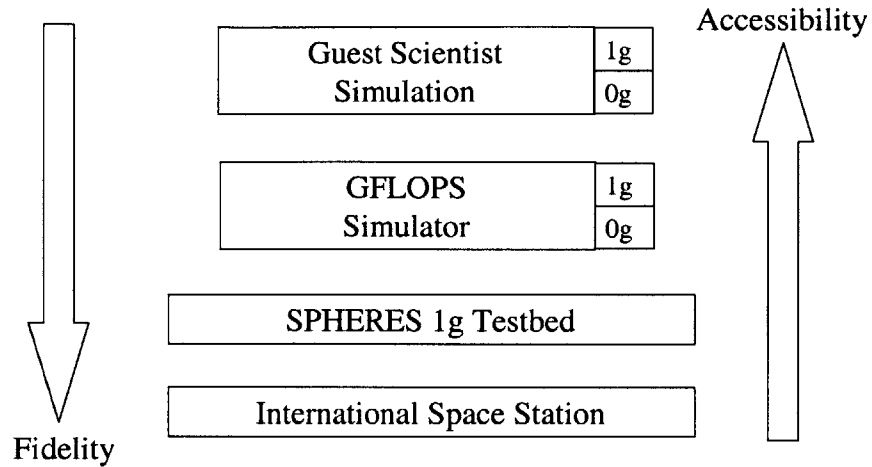 Accessibility
Guest Scientist
Simulation
1g
0g
GFLOPS
Simulator
1g
0g
SPHERES 1g Testbed
International Space Station
Fidelity